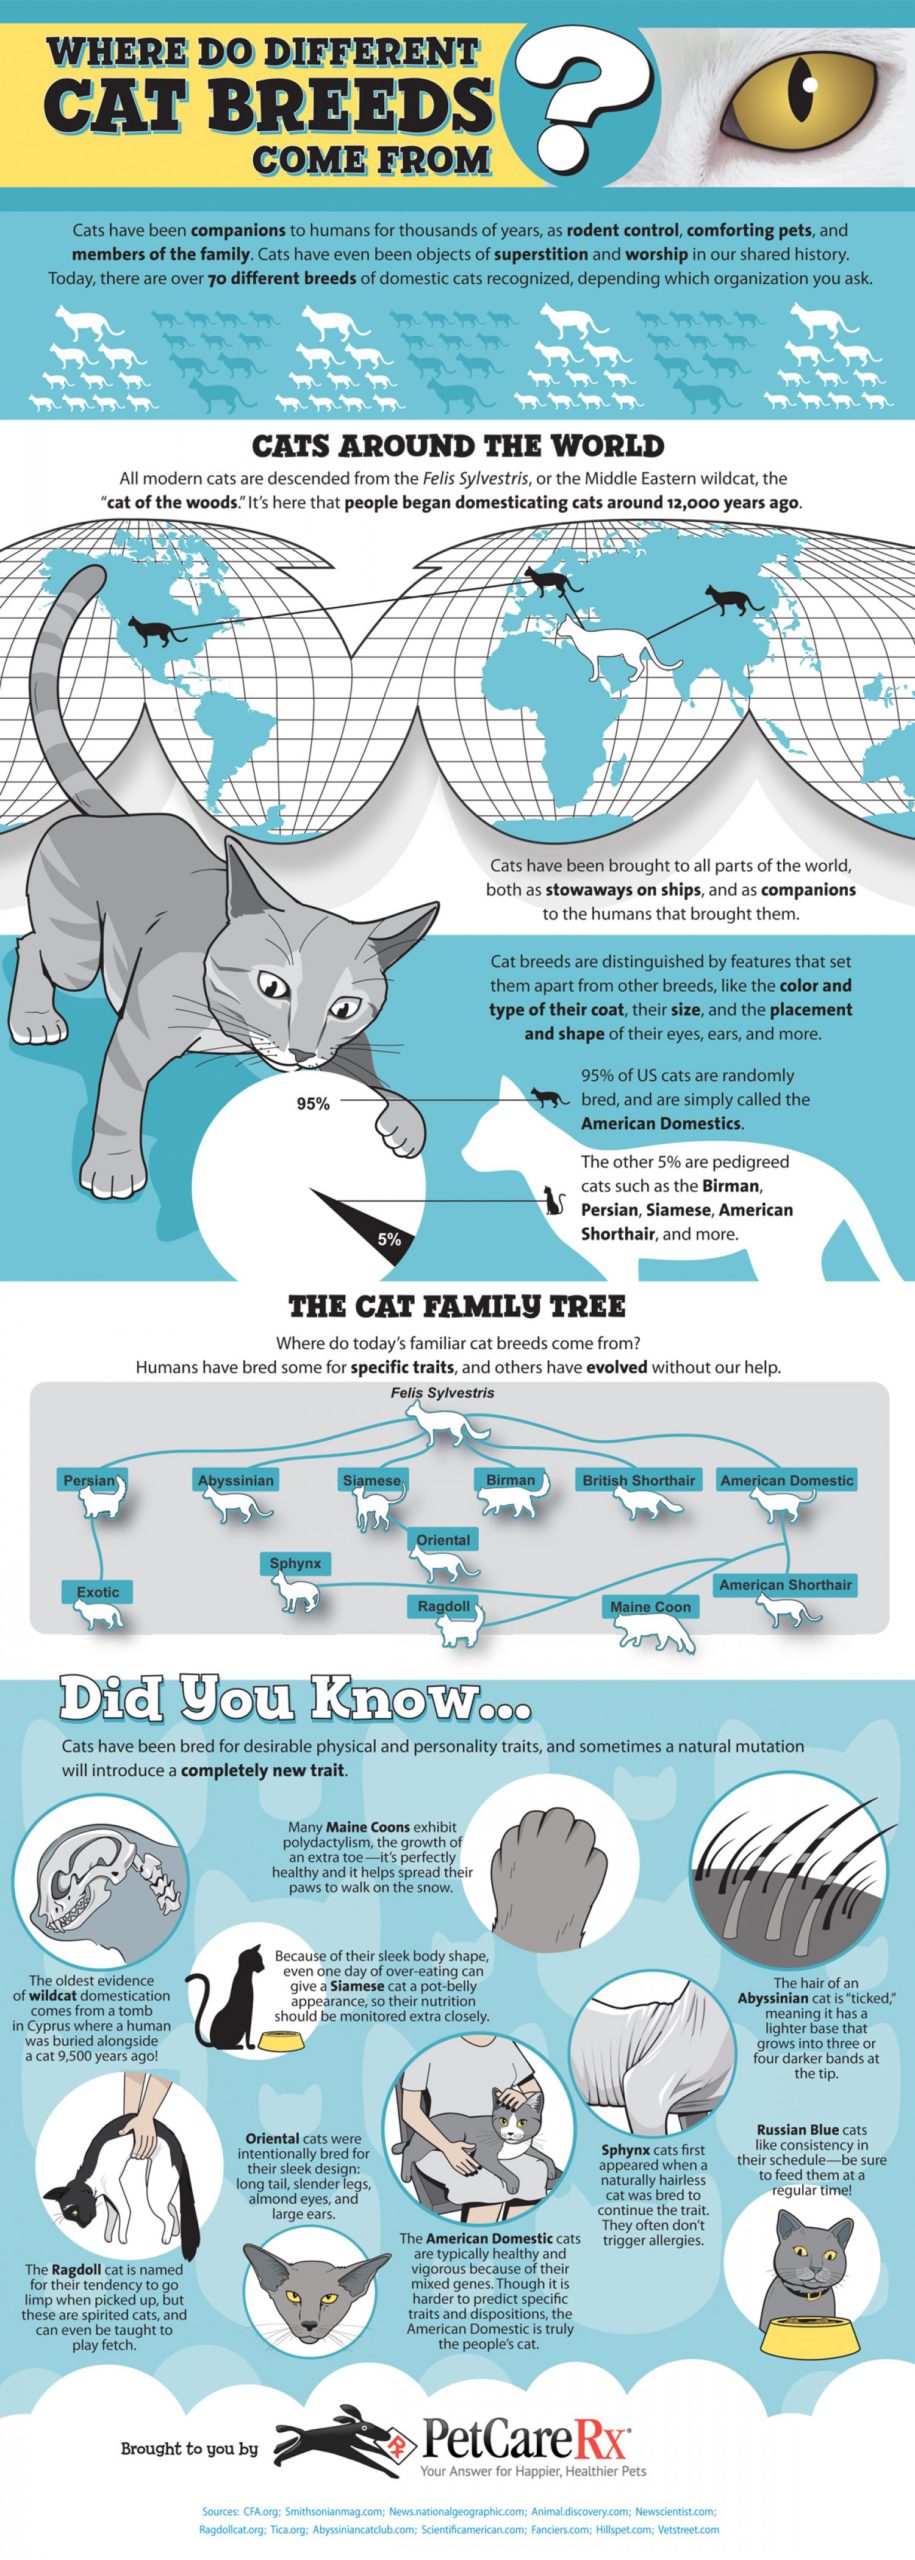 WHERE DO DIFFERENT
CAT BREEDS
COME FROM
?
Cats have been companions to humans for thousands of years, as rodent control, comforting pets, and
members of the family. Cats have even been objects of superstition and worship in our shared history.
Today, there are over 70 different breeds of domestic cats recognized, depending which organization you ask.
CATS AROUND THE WORLD
All modern cats are descended from the Felis Sylvestris, or the Middle Eastern wildcat, the
“cat of the woods.” It’s here that people began domesticating cats around 12,000 years ago.
Cats have been brought to all parts of the world,
both as stowaways on ships, and as companions
to the humans that brought them.
Cat breeds are distinguished by features that set
them apart from other breeds, like the color and
type of their coat, their size, and the placement
and shape of their eyes, ears, and more.
95%
95% of US cats are randomly
bred, and are simply called the
American Domestics.
5%
The other 5% are pedigreed
cats such as the Birman,
Persian, Siamese, American
Shorthair, and more.
THE CAT FAMILY TREE
Where do today’s familiar cat breeds come from?
Humans have bred some for specific traits, and others have evolved without our help.
Felis Sylvestris
Persian
Abyssinian
Siamese
Birman
British Shorthair
American Domestic
Oriental
Sphynx
American Shorthair
Exotic
Ragdoll
Maine Coon
Did You Know...
Cats have been bred for desirable physical and personality traits, and sometimes a natural mutation
will introduce a completely new trait.
Many Maine Coons exhibit
polydactylism, the growth of
an extra toe—it’s perfectly
healthy and it helps spread their
paws to walk on the snow.
The oldest evidence
of wildcat domestication
comes from a tomb
in Cyprus where a human
was buried alongside
a cat 9,500 years ago!
Because of their sleek body shape,
even one day of over-eating can
give a Siamese cat a pot-belly
appearance, so their nutrition
should be monitored extra closely.
The hair of an
Abyssinian cat is “ticked,”
meaning it has a
lighter base that
grows into three or
four darker bands at
the tip.
Oriental cats were
intentionally bred for
their sleek design:
long tail, slender legs,
almond eyes, and
large ears.
Sphynx cats first
appeared when a
naturally hairless
cat was bred to
continue the trait.
They often don’t
trigger allergies.
Russian Blue cats
like consistency in
their schedule—be sure
to feed them at a
regular time!
The Ragdoll cat is named
for their tendency to go
limp when picked up, but
these are spirited cats, and
can even be taught to
play fetch.
The American Domestic cats
are typically healthy and
vigorous because of their
mixed genes. Though it is
harder to predict specific
traits and dispositions, the
American Domestic is truly
the people’s cat.
Brought to you by
Rx
PetCareRx
Your Answer for Happier, Healthier Pets
Sources: CFA.org; Smithsonianmag.com; News.nationalgeographic.com; Animal.discovery.com; Newscientist.com;
Ragdollcat.org; Tica.org; Abyssiniancatclub.com; Scientificamerican.com; Fanciers.com; Hillspet.com; Vetstreet.com